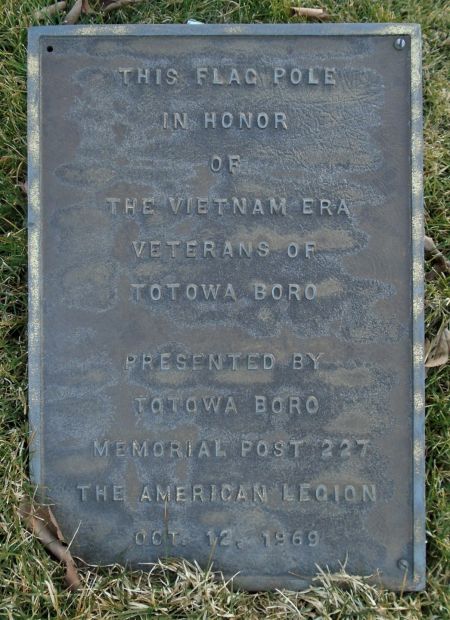 THIS FLAG POLE
IN HONOR
OF
THE VIETNAM ERA
VETERANS OF
TOTOWA BORO
PRESENTED BY
TOTOWA BORO
MEMORIAL POST 227
THE AMERICAN LEGION
OCT. 12, 1969